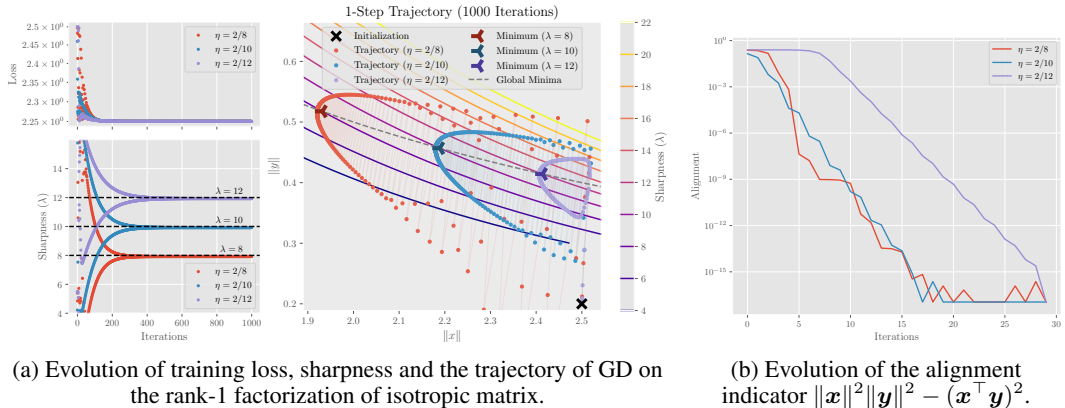 1-Step Trajectory (1000 Iterations)
2.5 × 10⁰
2.4 × 10⁰
2.3 × 10⁰
2.25 × 10⁰
Loss
η = 2/8
η = 2/10
η = 2/12
14
12
10
8
6
4
Sharpness (λ)
λ = 12
λ = 10
λ = 8
η = 2/8
η = 2/10
η = 2/12
0 200 400 600 800 1000
Iterations
Initialization
Trajectory (η = 2/8)
Trajectory (η = 2/10)
Trajectory (η = 2/12)
Minimum (λ = 8)
Minimum (λ = 10)
Minimum (λ = 12)
Global Minima
0.6
0.5
0.4
0.3
0.2
‖y‖
1.9 2.0 2.1 2.2 2.3 2.4 2.5
‖x‖
22
20
18
16
14
12
10
8
6
4
Sharpness (λ)
10⁰
10⁻³
10⁻⁶
10⁻⁹
10⁻¹²
10⁻¹⁵
Alignment
η = 2/8
η = 2/10
η = 2/12
0 5 10 15 20 25 30
Iterations
(a) Evolution of training loss, sharpness and the trajectory of GD on
the rank-1 factorization of isotropic matrix.
(b) Evolution of the alignment
indicator ‖x‖²‖y‖² − (x⊤y)².